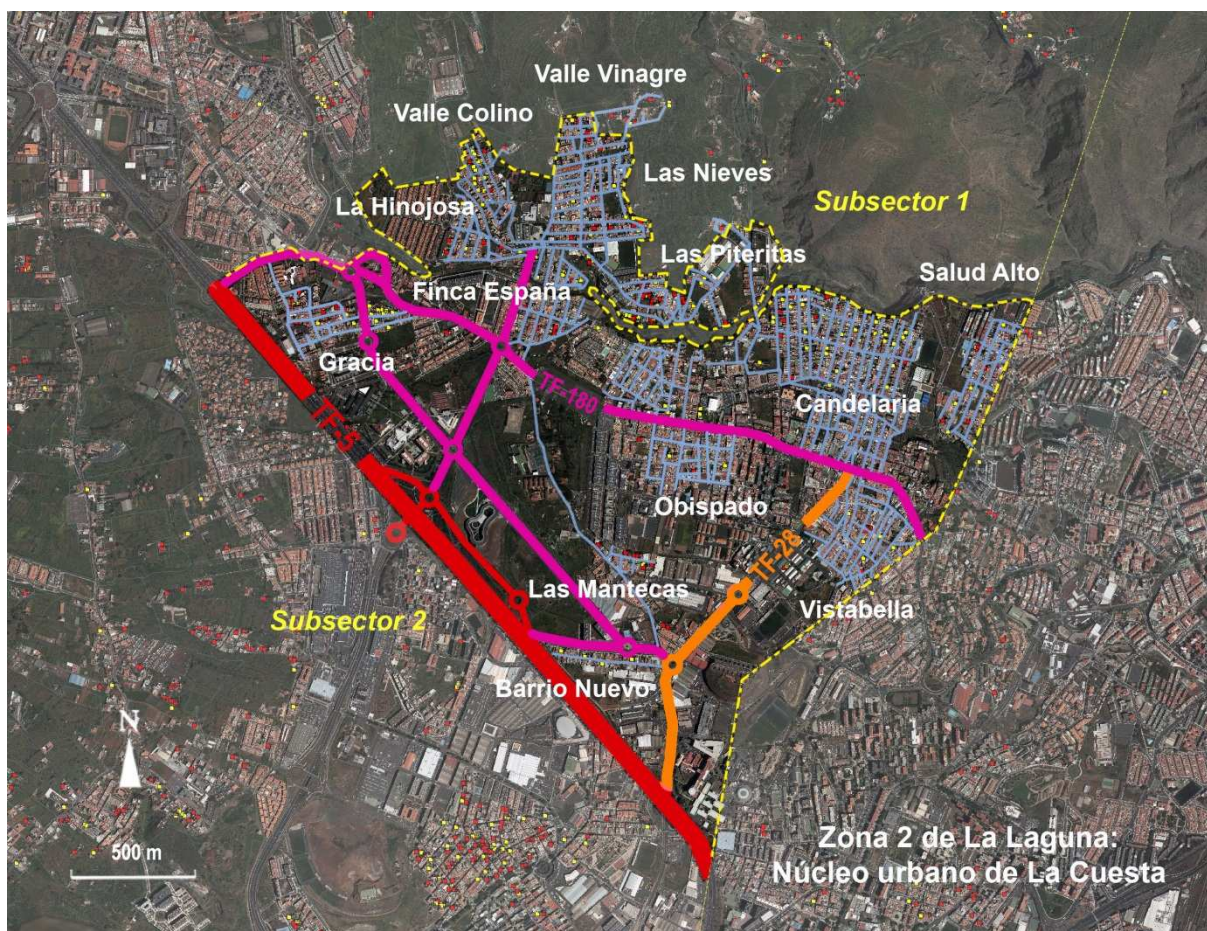 Valle Vinagre
Valle Colino
Las Nieves
La Hinojosa
Subsector 1
Las Piteritas
Salud Alto
Finca España
Gracia
TF-180
TF-5
Candelaria
Obispado
TF-28
Las Mantecas
Vistabella
Subsector 2
Barrio Nuevo
N
500 m
Zona 2 de La Laguna:
Núcleo urbano de La Cuesta